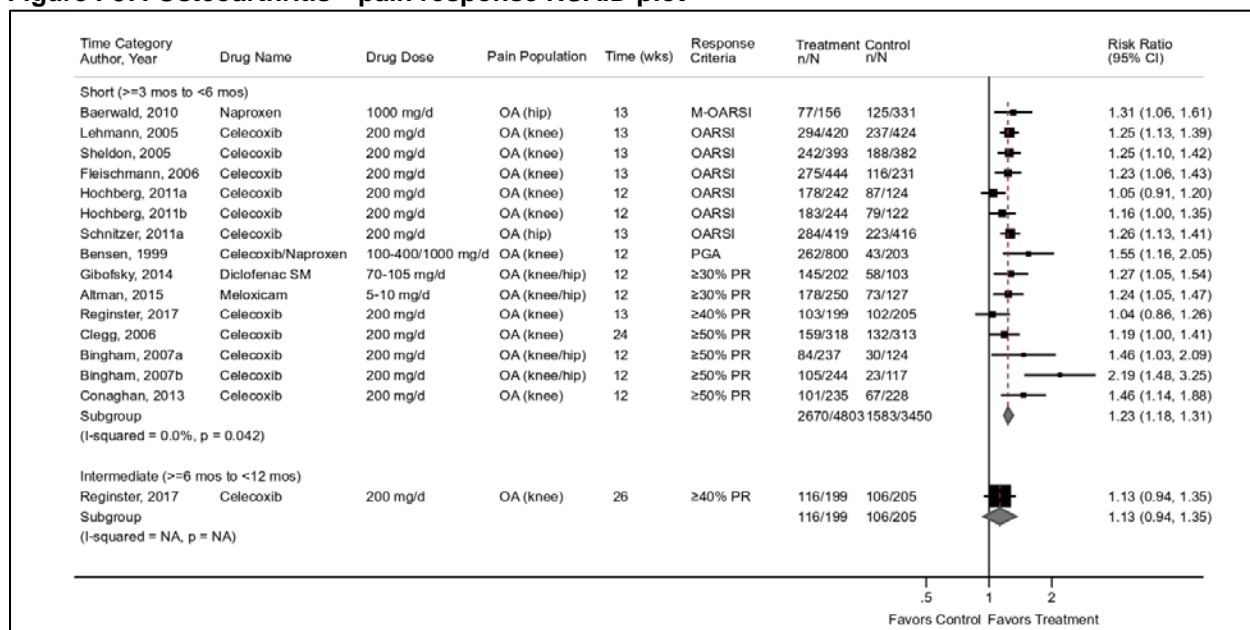 Time Category
Author, Year Drug Name Drug Dose Pain Population Time (wks) Response Criteria Treatment n/N Control n/N Risk Ratio (95% CI)
Short (>=3 mos to <6 mos)
Baerwald, 2010 Naproxen 1000 mg/d OA (hip) 13 M-OARSI 77/156 125/331 1.31 (1.06, 1.61)
Lehmann, 2005 Celecoxib 200 mg/d OA (knee) 13 OARSI 294/420 237/424 1.25 (1.13, 1.39)
Sheldon, 2005 Celecoxib 200 mg/d OA (knee) 13 OARSI 242/393 188/382 1.25 (1.10, 1.42)
Fleischmann, 2006 Celecoxib 200 mg/d OA (knee) 13 OARSI 275/444 116/231 1.23 (1.06, 1.43)
Hochberg, 2011a Celecoxib 200 mg/d OA (knee) 12 OARSI 178/242 87/124 1.05 (0.91, 1.20)
Hochberg, 2011b Celecoxib 200 mg/d OA (knee) 12 OARSI 183/244 79/122 1.16 (1.00, 1.35)
Schnitzer, 2011a Celecoxib 200 mg/d OA (hip) 13 OARSI 284/419 223/416 1.26 (1.13, 1.41)
Bensen, 1999 Celecoxib/Naproxen 100-400/1000 mg/d OA (knee) 12 PGA 262/800 43/203 1.55 (1.16, 2.05)
Gibofsky, 2014 Diclofenac SM 70-105 mg/d OA (knee/hip) 12 ≥30% PR 145/202 58/103 1.27 (1.05, 1.54)
Altman, 2015 Meloxicam 5-10 mg/d OA (knee/hip) 12 ≥30% PR 178/250 73/127 1.24 (1.05, 1.47)
Reginster, 2017 Celecoxib 200 mg/d OA (knee) 13 ≥40% PR 103/199 102/205 1.04 (0.86, 1.26)
Clegg, 2006 Celecoxib 200 mg/d OA (knee) 24 ≥50% PR 159/318 132/313 1.19 (1.00, 1.41)
Bingham, 2007a Celecoxib 200 mg/d OA (knee/hip) 12 ≥50% PR 84/237 30/124 1.46 (1.03, 2.09)
Bingham, 2007b Celecoxib 200 mg/d OA (knee/hip) 12 ≥50% PR 105/244 23/117 2.19 (1.48, 3.25)
Conaghan, 2013 Celecoxib 200 mg/d OA (knee) 12 ≥50% PR 101/235 67/228 1.46 (1.14, 1.88)
Subgroup 2670/4803 1583/3450 1.23 (1.18, 1.31)
(I-squared = 0.0%, p = 0.042)
Intermediate (>=6 mos to <12 mos)
Reginster, 2017 Celecoxib 200 mg/d OA (knee) 26 ≥40% PR 116/199 106/205 1.13 (0.94, 1.35)
Subgroup 116/199 106/205 1.13 (0.94, 1.35)
(I-squared = NA, p = NA)
.5 1 2
Favors Control Favors Treatment